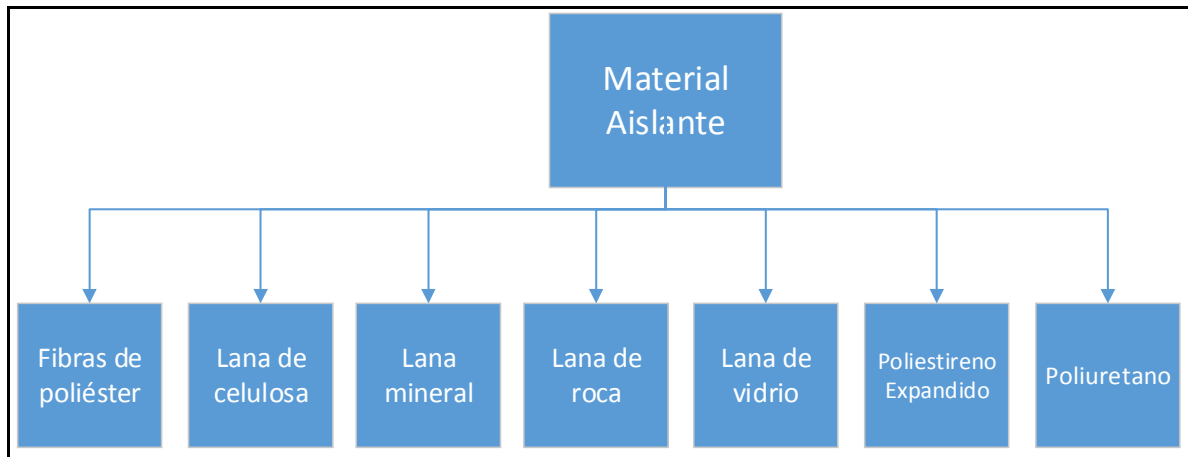 Material
Aislante
Fibras de
poliéster
Lana de
celulosa
Lana
mineral
Lana de
roca
Lana de
vidrio
Poliestireno
Expandido
Poliuretano